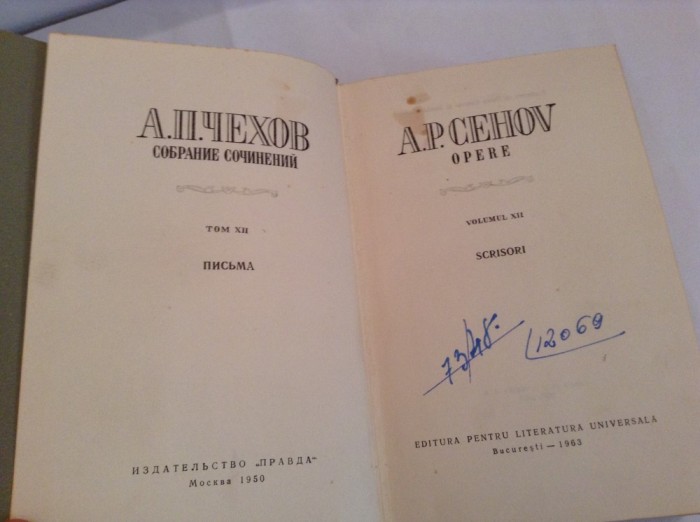 А.П.ЧЕХОВ
СОБРАНИЕ СОЧИНЕНИЙ
ТОМ XII
ПИСЬМА
ИЗДАТЕЛЬСТВО „ПРАВДА"
Москва 1950
A.P. CEHOV
OPERE
VOLUMUL XII
SCRISORI
12069
EDITURA PENTRU LITERATURA UNIVERSALĂ
Bucureşti — 1963